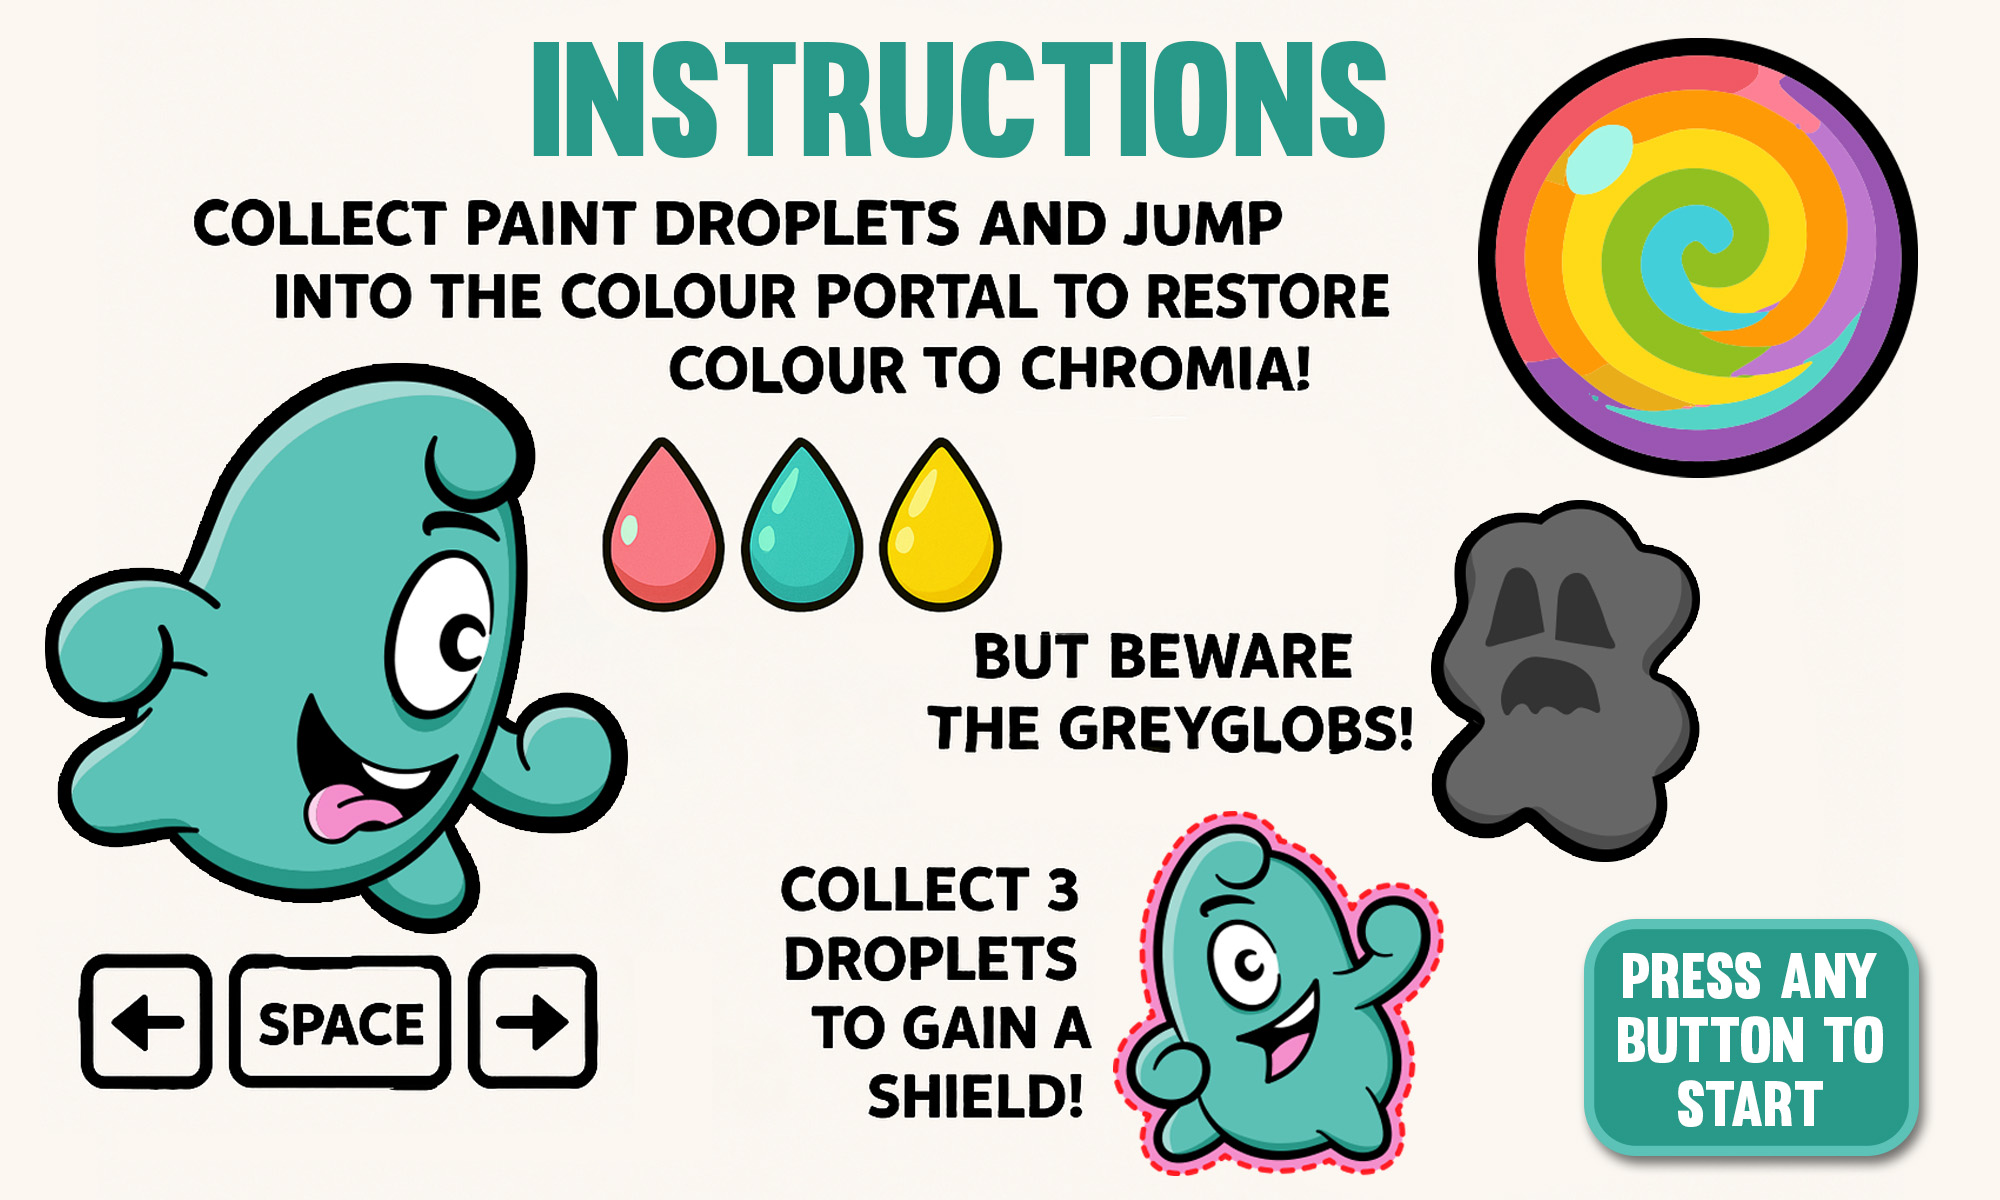 INSTRUCTIONS
COLLECT PAINT DROPLETS AND JUMP
INTO THE COLOUR PORTAL TO RESTORE
COLOUR TO CHROMIA!
BUT BEWARE
THE GREYGLOBS!
COLLECT 3
DROPLETS
TO GAIN A
SHIELD!
SPACE
PRESS ANY
BUTTON TO
START